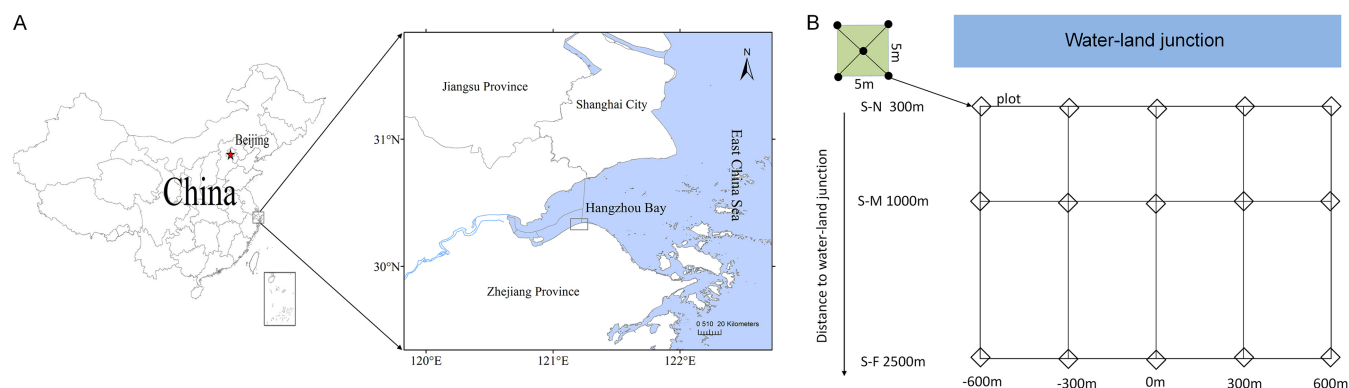 A
Beijing
China
Jiangsu Province
Shanghai City
N
31°N
East China Sea
Hangzhou Bay
30°N
Zhejiang Province
0 510 20 Kilometers
120°E
121°E
122°E
B
Water-land junction
5m
5m
plot
S-N 300m
S-M 1000m
S-F 2500m
Distance to water-land junction
-600m
-300m
0m
300m
600m